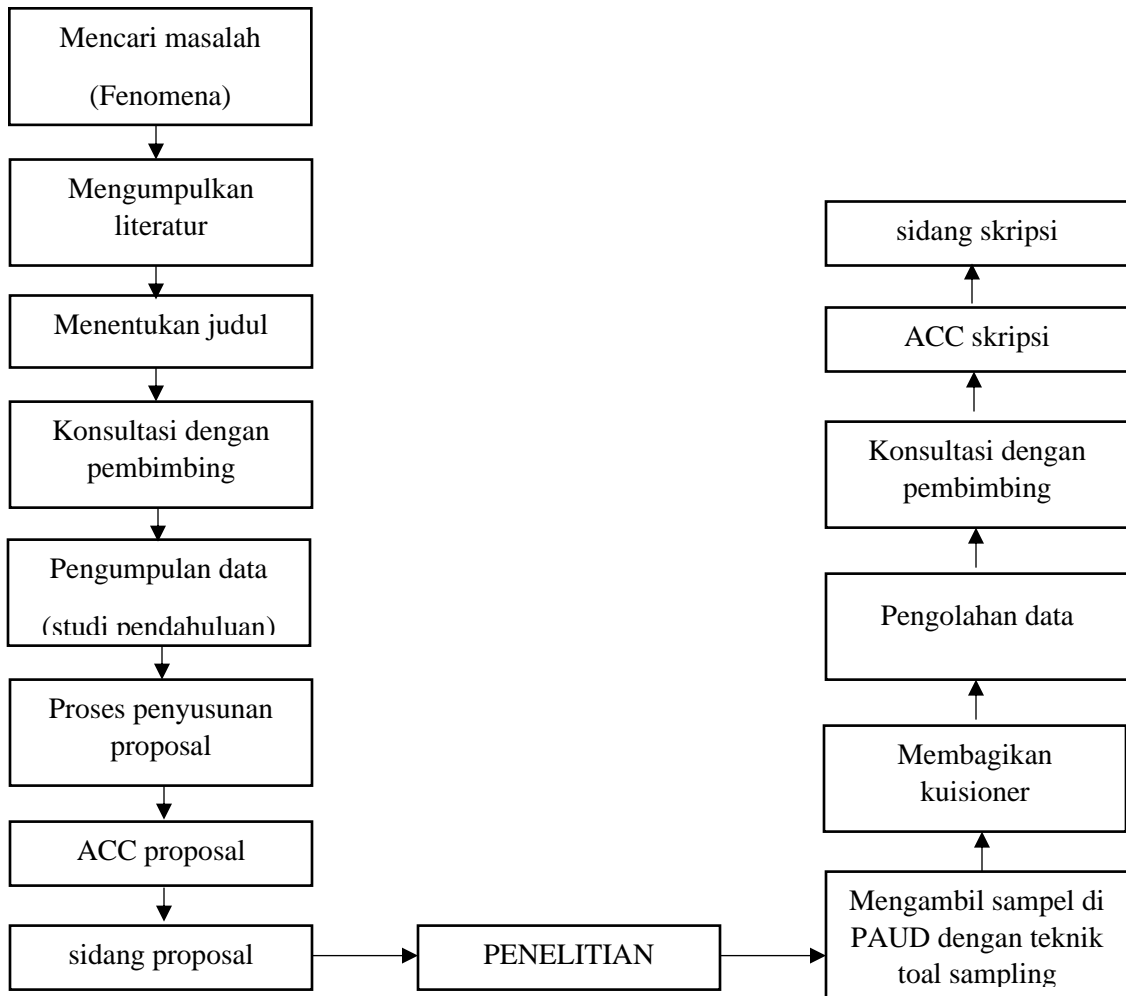 Mencari masalah
(Fenomena)
Mengumpulkan
literatur
Menentukan judul
Konsultasi dengan
pembimbing
Pengumpulan data
(studi pendahuluan)
Proses penyusunan
proposal
ACC proposal
sidang proposal
PENELITIAN
Mengambil sampel di
PAUD dengan teknik
toal sampling
Membagikan
kuisioner
Pengolahan data
Konsultasi dengan
pembimbing
ACC skripsi
sidang skripsi